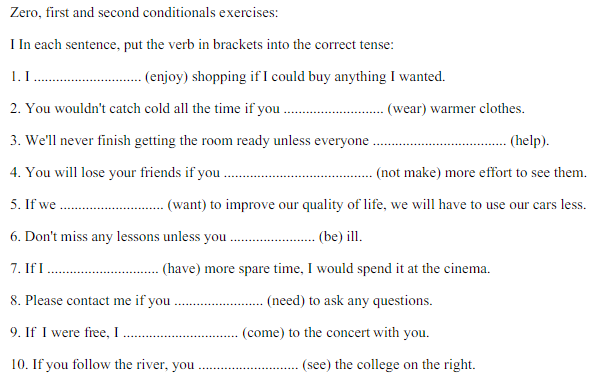 Zero, first and second conditionals exercises:
I In each sentence, put the verb in brackets into the correct tense:
1. I ............................. (enjoy) shopping if I could buy anything I wanted.
2. You wouldn't catch cold all the time if you ........................... (wear) warmer clothes.
3. We'll never finish getting the room ready unless everyone .................................... (help).
4. You will lose your friends if you ........................................ (not make) more effort to see them.
5. If we ............................ (want) to improve our quality of life, we will have to use our cars less.
6. Don't miss any lessons unless you ....................... (be) ill.
7. If I .............................. (have) more spare time, I would spend it at the cinema.
8. Please contact me if you ........................ (need) to ask any questions.
9. If  I were free, I ............................... (come) to the concert with you.
10. If you follow the river, you ........................... (see) the college on the right.